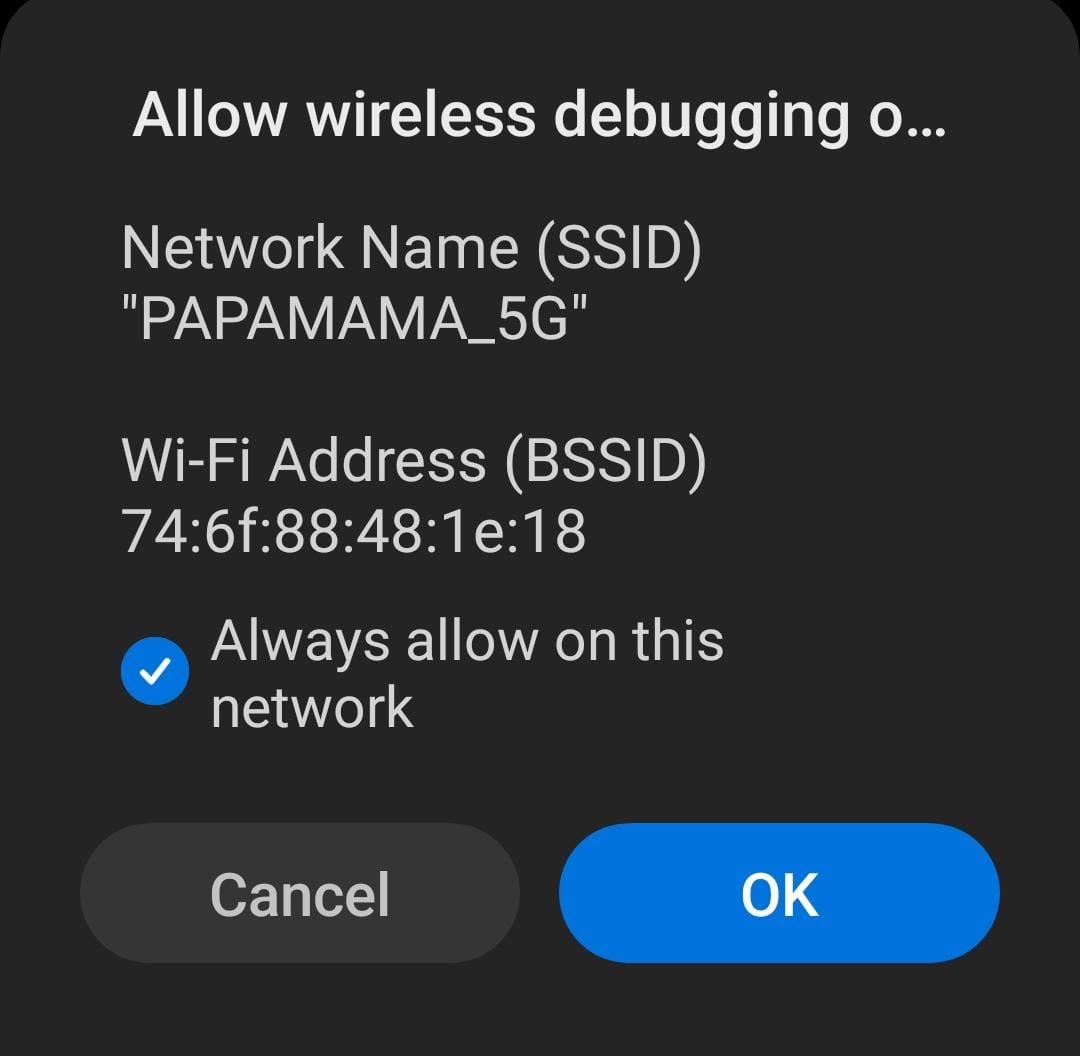 Allow wireless debugging o...
Network Name (SSID)
"PAPAMAMA_5G"
Wi-Fi Address (BSSID)
74:6f:88:48:1e:18
Always allow on this
network
Cancel
OK